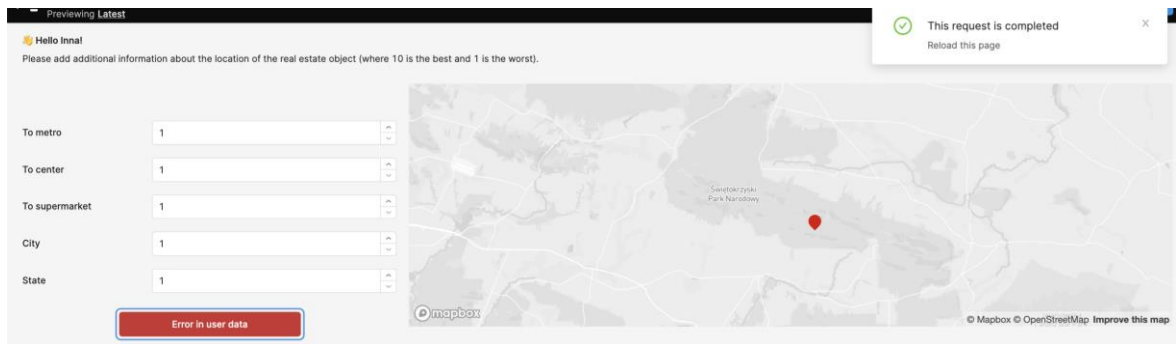 Previewing Latest
This request is completed
Reload this page
👋 Hello Inna!
Please add additional information about the location of the real estate object (where 10 is the best and 1 is the worst).
To metro 1
To center 1
To supermarket 1
City 1
State 1
Error in user data
Świętokrzyski
Park Narodowy
mapbox
© Mapbox © OpenStreetMap Improve this map